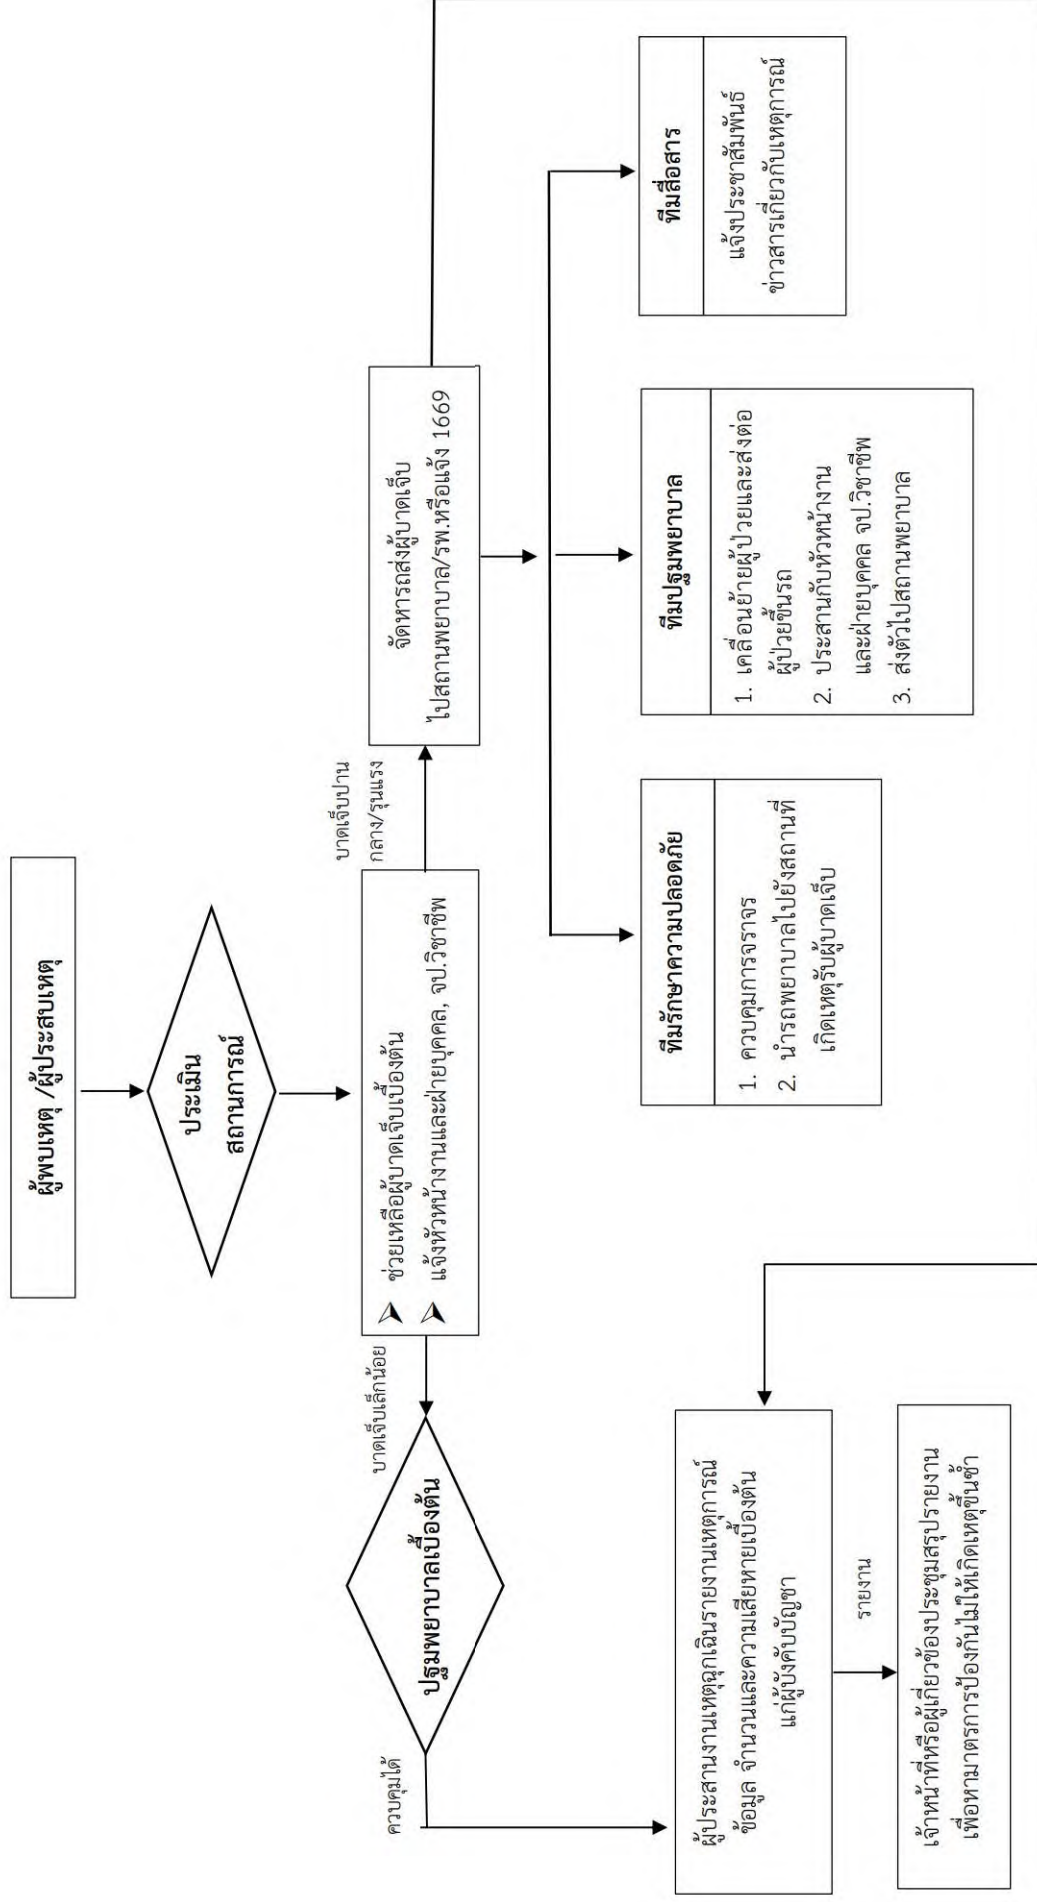 ผู้พบเหตุ /ผู้ประสบเหตุ
ประเมิน
สถานการณ์
➢ ช่วยเหลือผู้บาดเจ็บเบื้องต้น
➢ แจ้งหัวหน้างานและฝ่ายบุคคล, จป.วิชาชีพ
บาดเจ็บเล็กน้อย
บาดเจ็บปาน
กลาง/รุนแรง
ปฐมพยาบาลเบื้องต้น
จัดหารถส่งผู้บาดเจ็บ
ไปสถานพยาบาล/รพ.หรือแจ้ง 1669
ควบคุมได้
ผู้ประสานงานเหตุฉุกเฉินรายงานเหตุการณ์
ข้อมูล จำนวนและความเสียหายเบื้องต้น
แก่ผู้บังคับบัญชา
รายงาน
เจ้าหน้าที่หรือผู้เกี่ยวข้องประชุมสรุปรายงาน
เพื่อหามาตรการป้องกันไม่ให้เกิดเหตุขึ้นซ้ำ
ทีมรักษาความปลอดภัย
1. ควบคุมการจราจร
2. นำรถพยาบาลไปยังสถานที่
เกิดเหตุรับผู้บาดเจ็บ
ทีมปฐมพยาบาล
1. เคลื่อนย้ายผู้ป่วยและส่งต่อ
ผู้ป่วยขึ้นรถ
2. ประสานกับหัวหน้างาน
และฝ่ายบุคคล จป.วิชาชีพ
3. ส่งตัวไปสถานพยาบาล
ทีมสื่อสาร
แจ้งประชาสัมพันธ์
ข่าวสารเกี่ยวกับเหตุการณ์